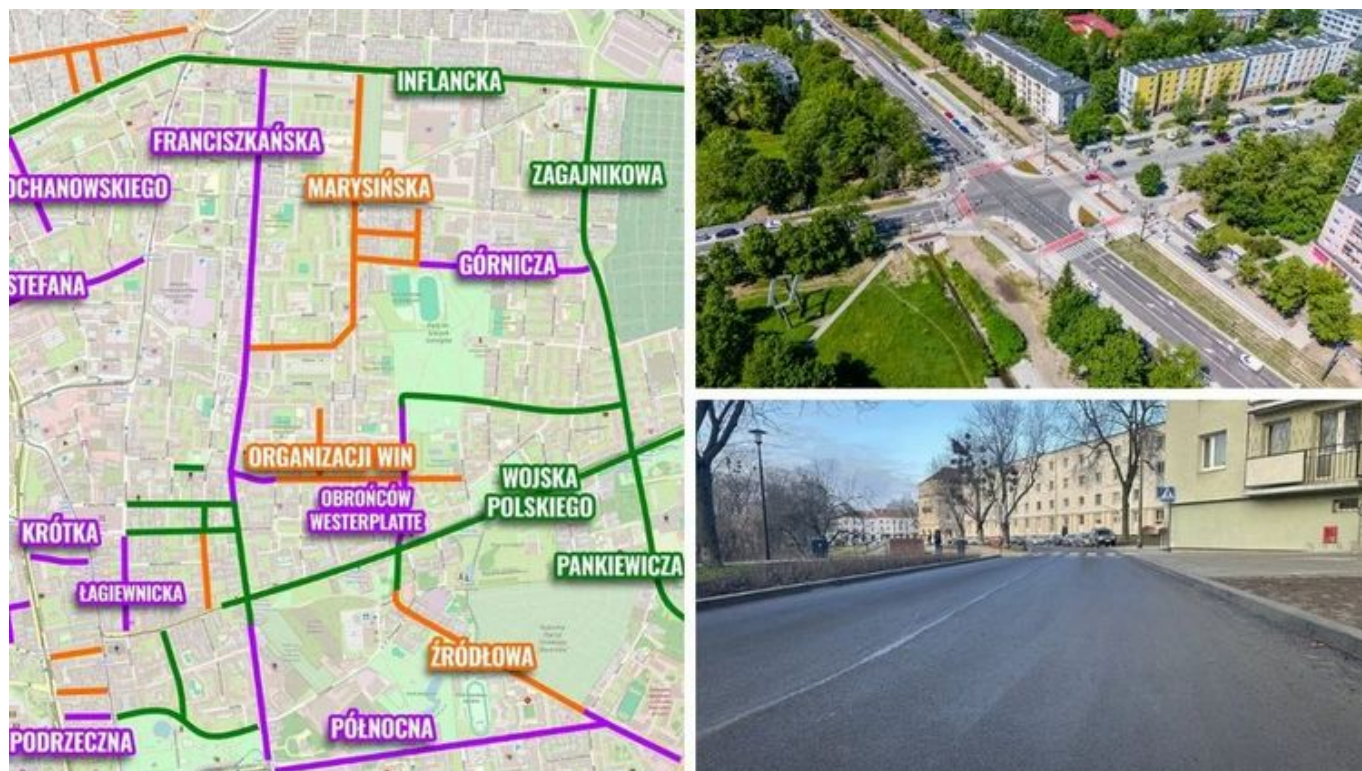 INFLANCKA
FRANCISZKAŃSKA
ZAGAJNIKOWA
OCHANOWSKIEGO
MARYSIŃSKA
GÓRNICZA
STEFANA
ORGANIZACJI WIN
WOJSKA
POLSKIEGO
OBROŃCÓW
WESTERPLATTE
KRÓTKA
PANKIEWICZA
ŁAGIEWNICKA
ŹRÓDŁOWA
PÓŁNOCNA
PODRZECZNA